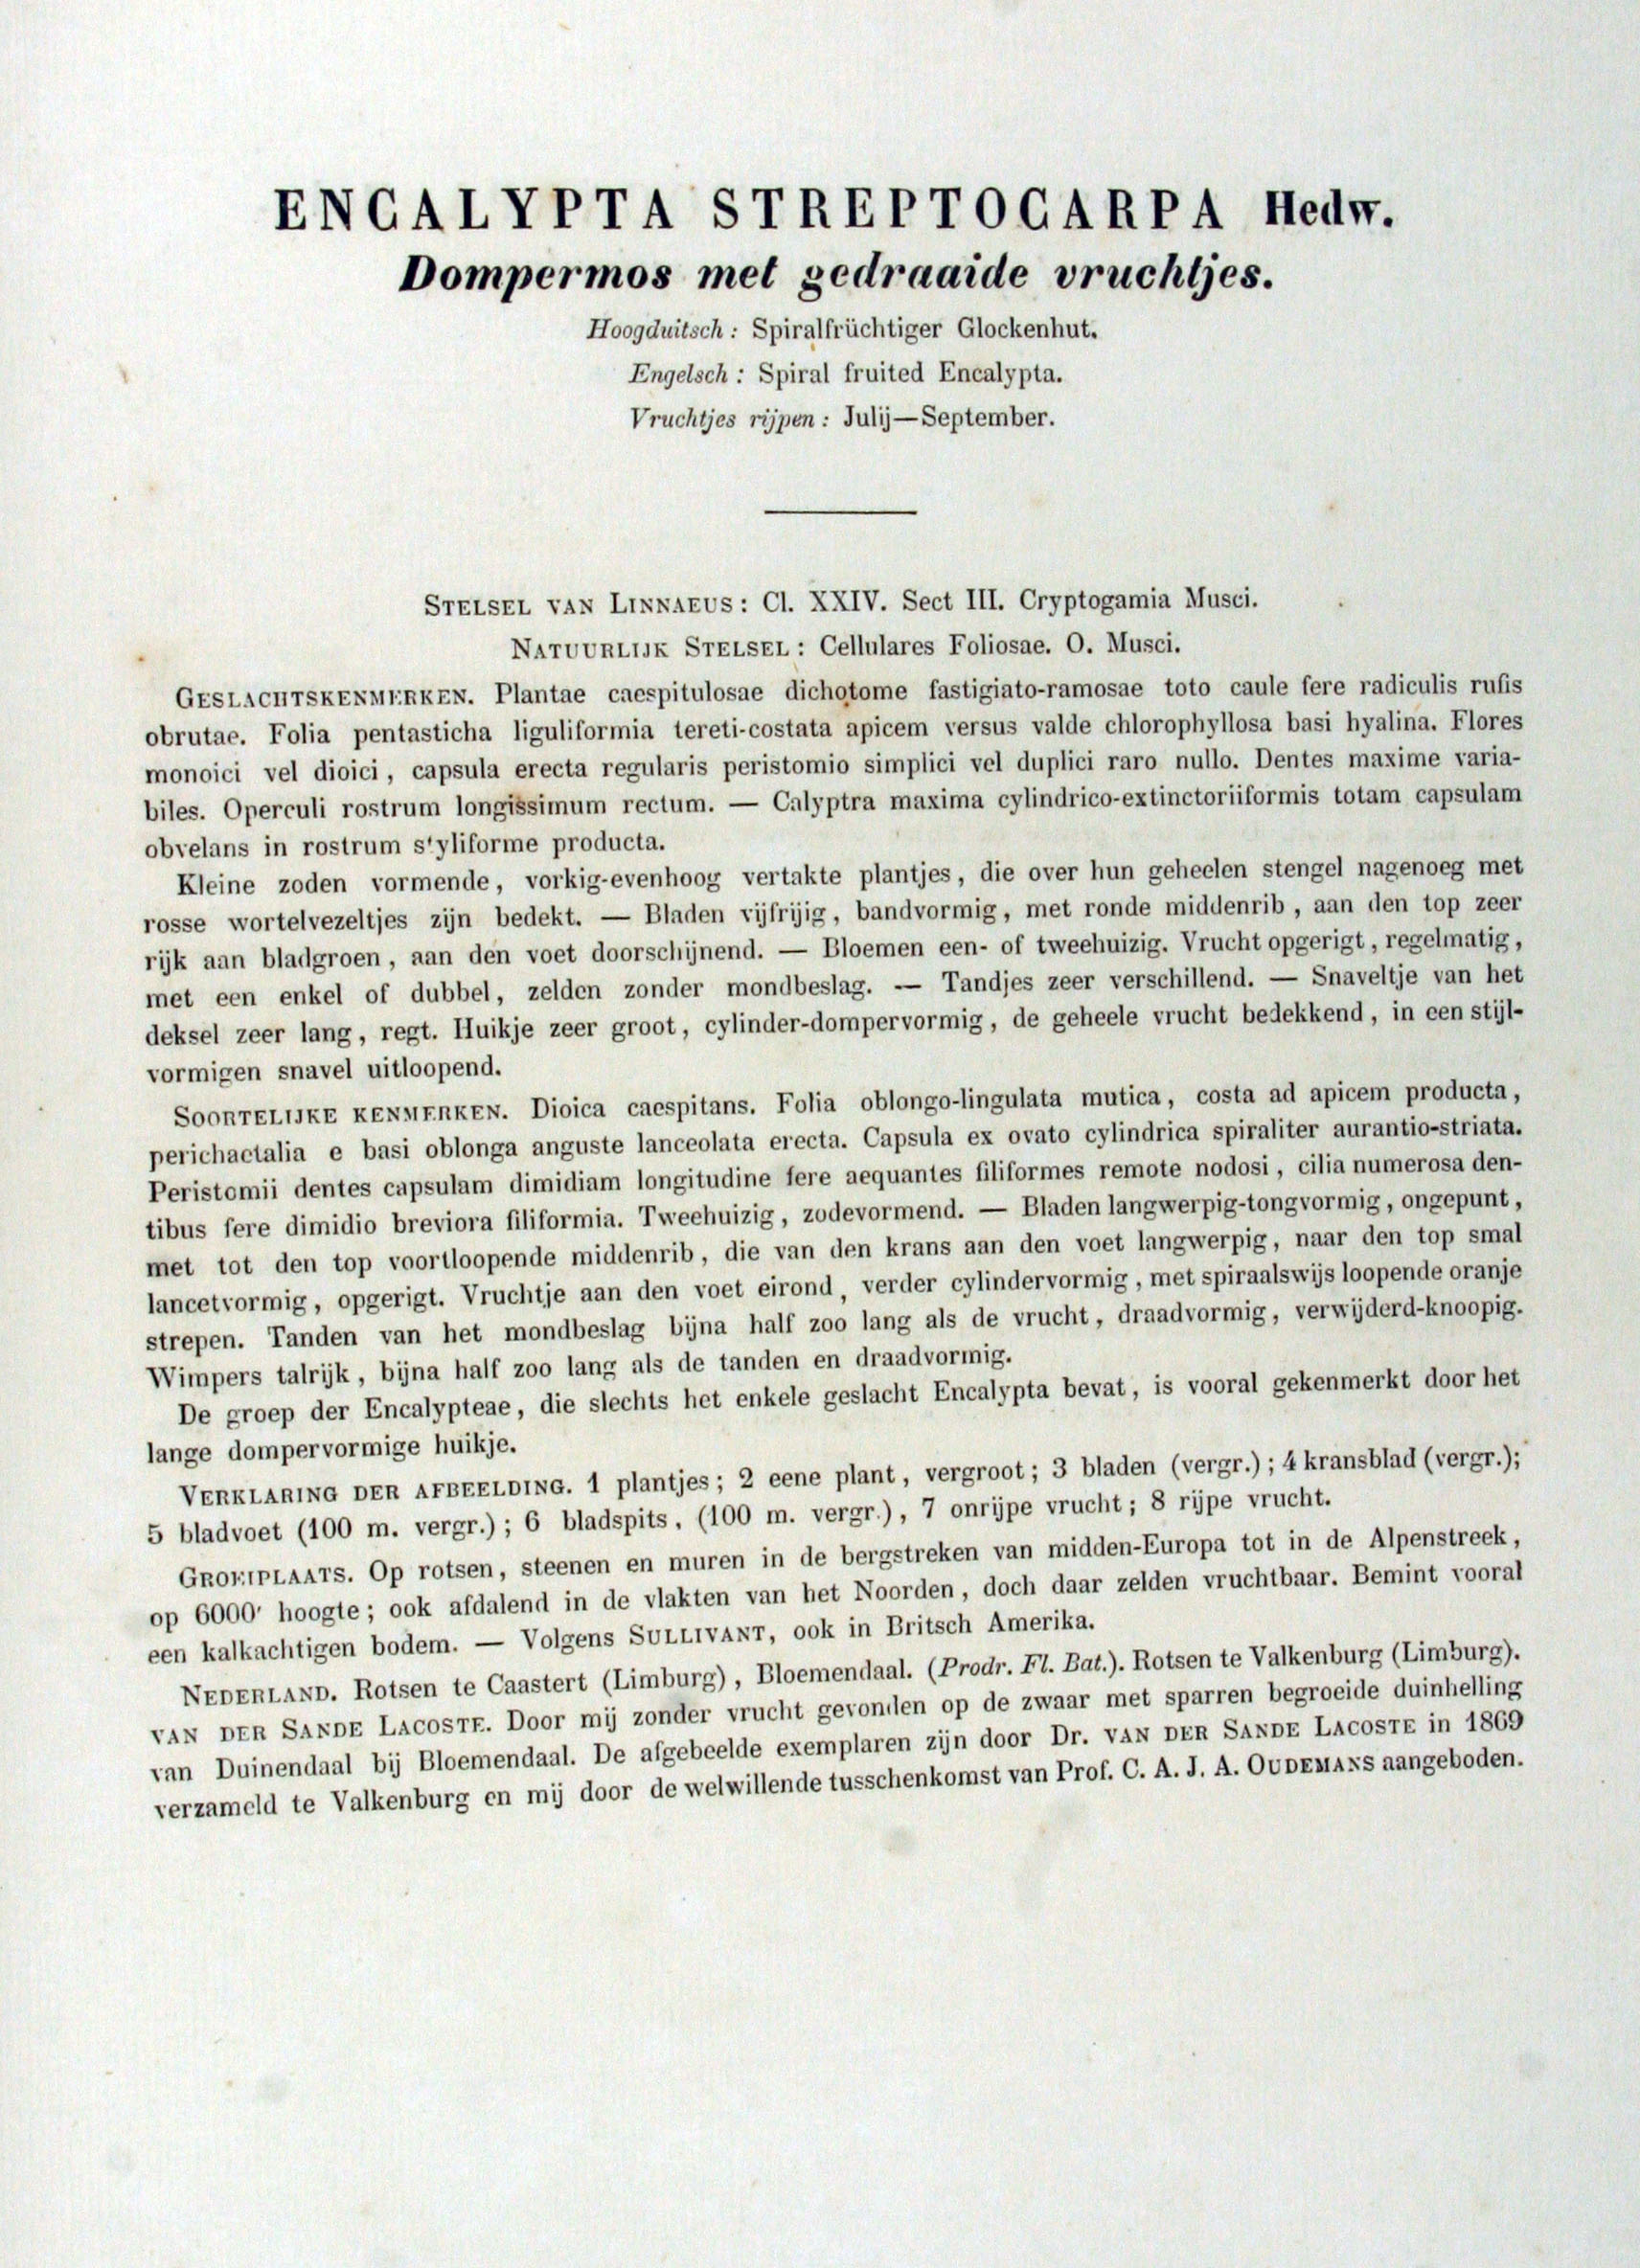 ENCALYPTA STREPTOCARPA Hedw.
Dompermos met gedraaide vruchtjes.
Hoogduitsch: Spiralfrüchtiger Glockenhut.
Engelsch: Spiral fruited Encalypta.
Vruchtjes rijpen: Julij—September.
STELSEL VAN LINNAEUS: Cl. XXIV. Sect III. Cryptogamia Musci.
NATUURLIJK STELSEL: Cellulares Foliosae. O. Musci.
GESLACHTSKENMERKEN. Plantae caespitulosae dichotome fastigiato-ramosae toto caule fere radiculis rufis
obrutae. Folia pentasticha liguliformia tereti-costata apicem versus valde chlorophyllosa basi hyalina. Flores
monoici vel dioici, capsula erecta regularis peristomio simplici vel duplici raro nullo. Dentes maxime varia-
biles. Operculi rostrum longissimum rectum. — Calyptra maxima cylindrico-extinctoriiformis totam capsulam
obvelans in rostrum s'yliforme producta.
Kleine zoden vormende, vorkig-evenhoog vertakte plantjes, die over hun geheelen stengel nagenoeg met
rosse wortelvezeltjes zijn bedekt. — Bladen vijfrijig, bandvormig, met ronde middenrib, aan den top zeer
rijk aan bladgroen, aan den voet doorschijnend. — Bloemen een- of tweehuizig. Vrucht opgerigt, regelmatig,
met een enkel of dubbel, zelden zonder mondbeslag. — Tandjes zeer verschillend. — Snaveltje van het
deksel zeer lang, regt. Huikje zeer groot, cylinder-dompervormig, de geheele vrucht bedekkend, in een stijl-
vormigen snavel uitloopend.
SOORTELIJKE KENMERKEN. Dioica caespitans. Folia oblongo-lingulata mutica, costa ad apicem producta,
perichaetalia e basi oblonga anguste lanceolata erecta. Capsula ex ovato cylindrica spiraliter aurantio-striata.
Peristomii dentes capsulam dimidiam longitudine fere aequantes filiformes remote nodosi, cilia numerosa den-
tibus fere dimidio breviora filiformia. Tweehuizig, zodevormend. — Bladen langwerpig-tongvormig, ongepunt,
met tot den top voortloopende middenrib, die van den krans aan den voet langwerpig, naar den top smal
lancetvormig, opgerigt. Vruchtje aan den voet eirond, verder cylindervormig, met spiraalswijs loopende oranje
strepen. Tanden van het mondbeslag bijna half zoo lang als de vrucht, draadvormig, verwijderd-knoopig.
Wimpers talrijk, bijna half zoo lang als de tanden en draadvormig.
De groep der Encalypteae, die slechts het enkele geslacht Encalypta bevat, is vooral gekenmerkt door het
lange dompervormige huikje.
VERKLARING DER AFBEELDING. 1 plantjes; 2 eene plant, vergroot; 3 bladen (vergr.); 4 kransblad (vergr.);
5 bladvoet (100 m. vergr.); 6 bladspits, (100 m. vergr.), 7 onrijpe vrucht; 8 rijpe vrucht.
GROEIPLAATS. Op rotsen, steenen en muren in de bergstreken van midden-Europa tot in de Alpenstreek,
op 6000' hoogte; ook afdalend in de vlakten van het Noorden, doch daar zelden vruchtbaar. Bemint vooral
een kalkachtigen bodem. — Volgens SULLIVANT, ook in Britsch Amerika.
NEDERLAND. Rotsen te Caastert (Limburg), Bloemendaal. (Prodr. Fl. Bat.). Rotsen te Valkenburg (Limburg).
VAN DER SANDE LACOSTE. Door mij zonder vrucht gevonden op de zwaar met sparren begroeide duinhelling
van Duinendaal bij Bloemendaal. De afgebeelde exemplaren zijn door Dr. VAN DER SANDE LACOSTE in 1869
verzameld te Valkenburg en mij door de welwillende tusschenkomst van Prof. C. A. J. A. OUDEMANS aangeboden.